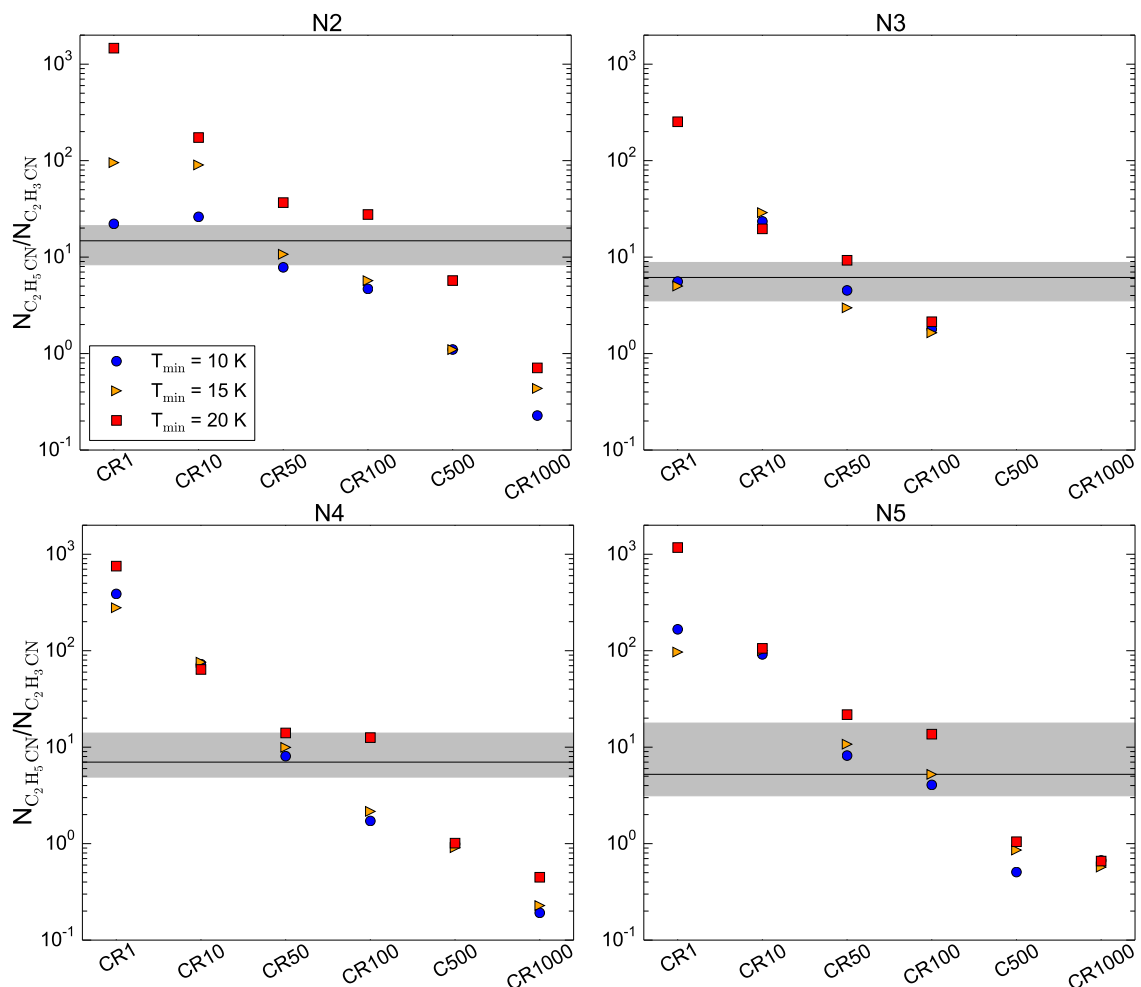 N2
N3
10³
10²
10¹
10⁰
10⁻¹
N_C₂H₅CN/N_C₂H₃CN
T_min = 10 K
T_min = 15 K
T_min = 20 K
CR1
CR10
CR50
CR100
C500
CR1000
10³
10²
10¹
10⁰
10⁻¹
CR1
CR10
CR50
CR100
C500
CR1000
N4
N5
10³
10²
10¹
10⁰
10⁻¹
N_C₂H₅CN/N_C₂H₃CN
CR1
CR10
CR50
CR100
C500
CR1000
10³
10²
10¹
10⁰
10⁻¹
CR1
CR10
CR50
CR100
C500
CR1000